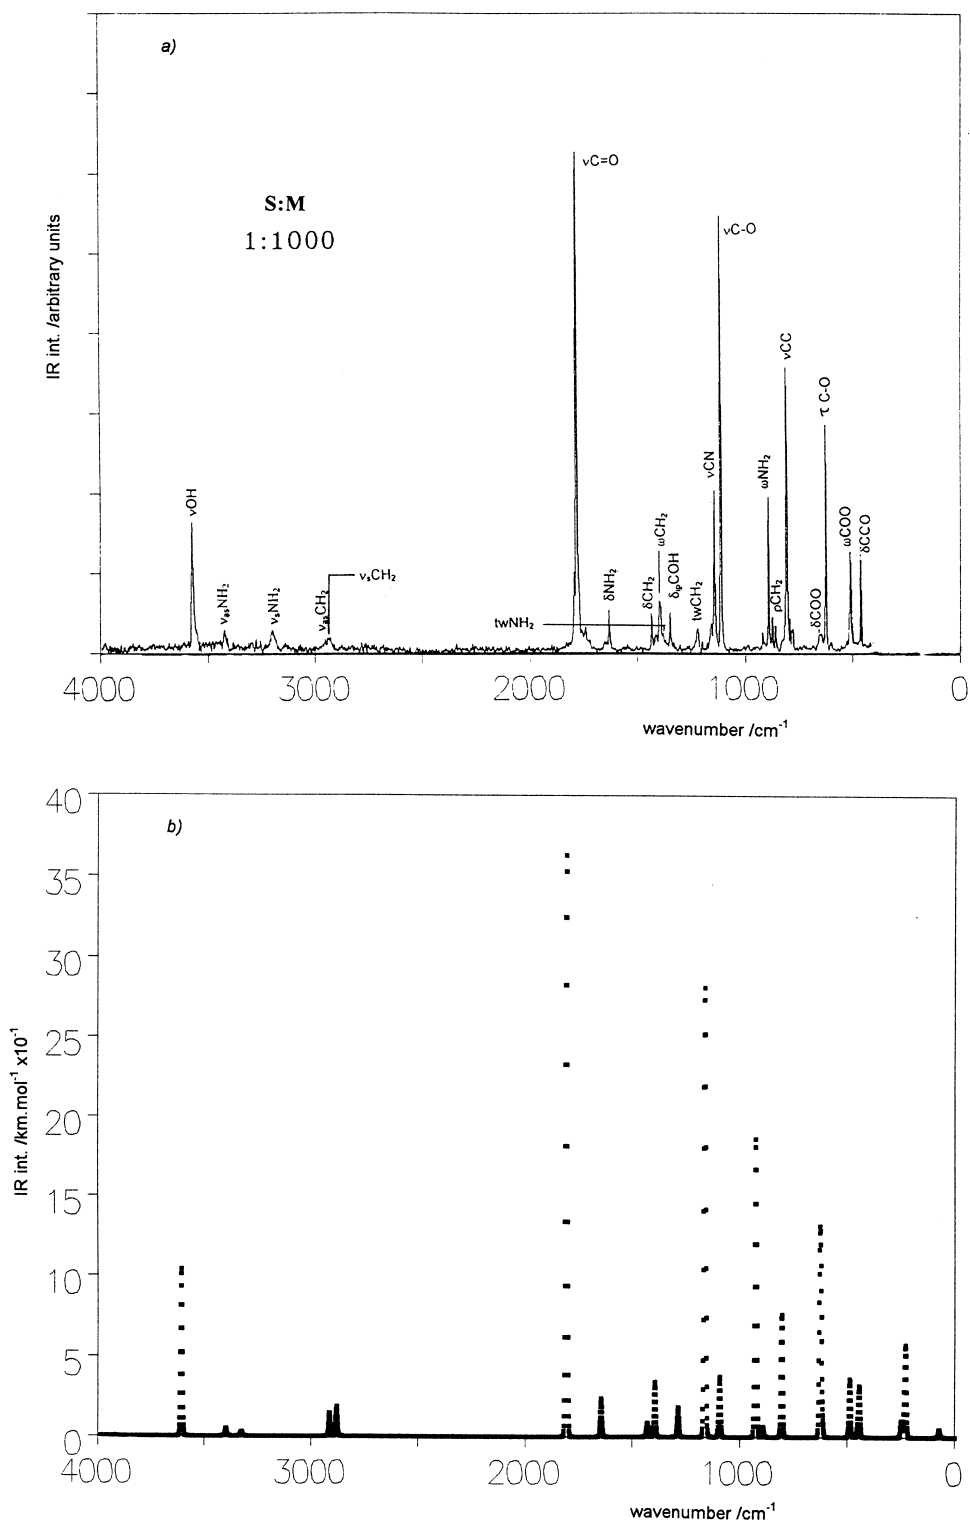 a)
νC=O
S:M
1:1000
νC-O
IR int. /arbitrary units
νCC
τ C-O
νCN
ωNH₂
νOH
ωCH₂
ωCOO
δCCO
νₐₛNH₂
νₛNH₂
νₐₛCH₂
νₛCH₂
δNH₂
δCH₂
δᵢₚCOH
ρCH₂
twNH₂
twCH₂
δCOO
4000 3000 2000 1000 0
wavenumber /cm⁻¹
b)
40
35
30
25
20
15
10
5
0
IR int. /km.mol⁻¹ x10⁻¹
4000 3000 2000 1000 0
wavenumber /cm⁻¹